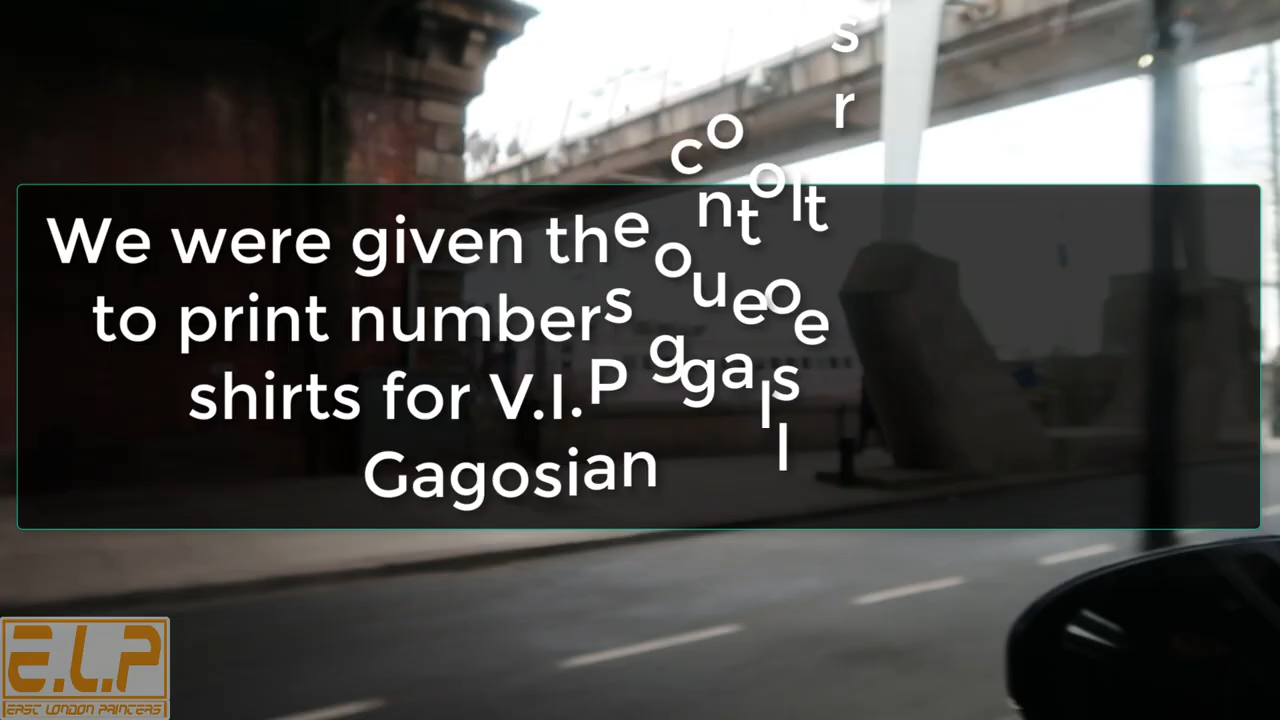 We were given the
to print numbers
shirts for V.I.P
Gagosian
E.L.P
EAST LONDON PRINTERS